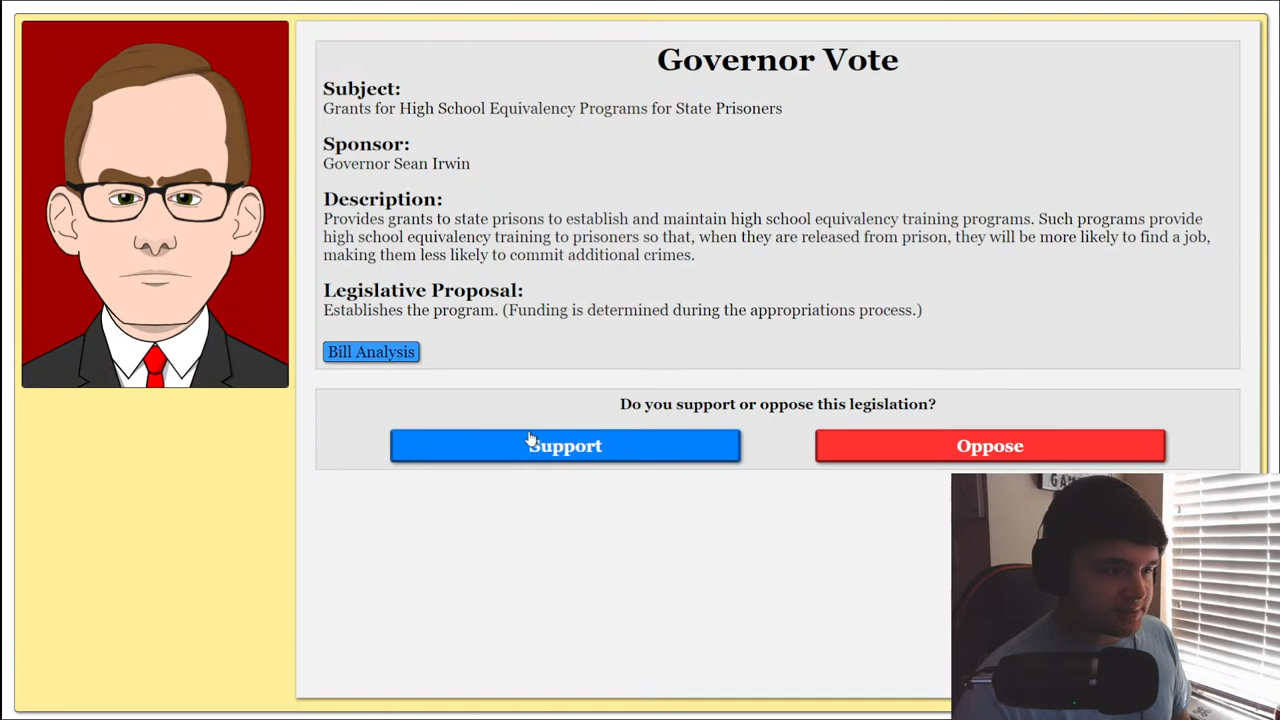 Governor Vote
Subject:
Grants for High School Equivalency Programs for State Prisoners
Sponsor:
Governor Sean Irwin
Description:
Provides grants to state prisons to establish and maintain high school equivalency training programs. Such programs provide
high school equivalency training to prisoners so that, when they are released from prison, they will be more likely to find a job,
making them less likely to commit additional crimes.
Legislative Proposal:
Establishes the program. (Funding is determined during the appropriations process.)
Bill Analysis
Do you support or oppose this legislation?
Support
Oppose